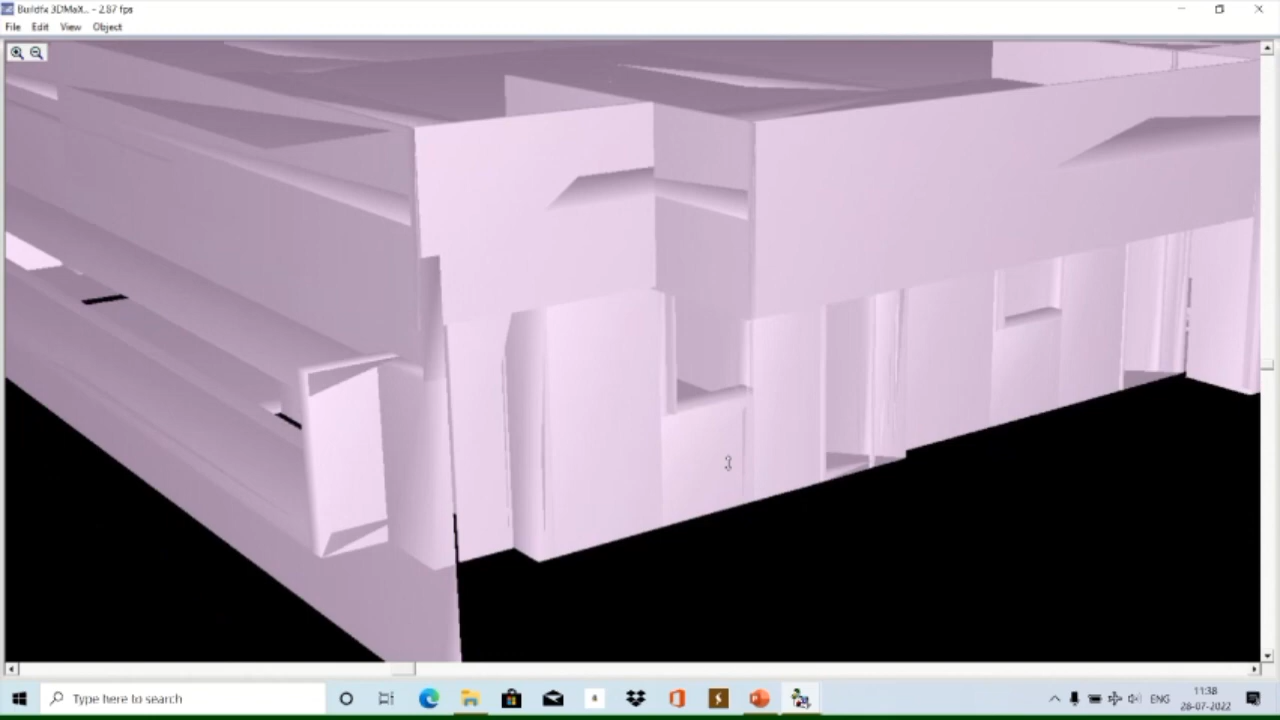 Buildfx 3DMaX... - 2.87 fps
File Edit View Object
Type here to search
ENG
11:38
28-07-2022